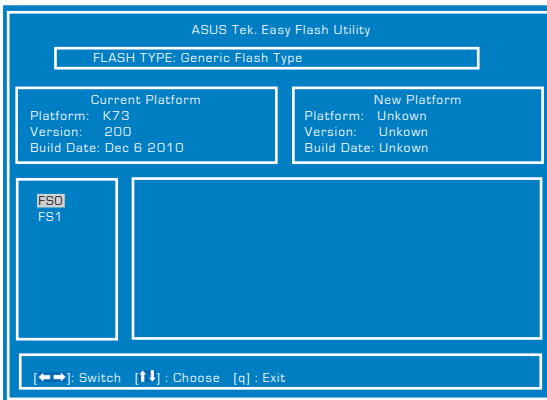 ASUS Tek. Easy Flash Utility
FLASH TYPE: Generic Flash Type
Current Platform
Platform: K73
Version: 200
Build Date: Dec 6 2010
New Platform
Platform: Unkown
Version: Unkown
Build Date: Unkown
FS0
FS1
[←→]: Switch [↑↓] : Choose [q] : Exit